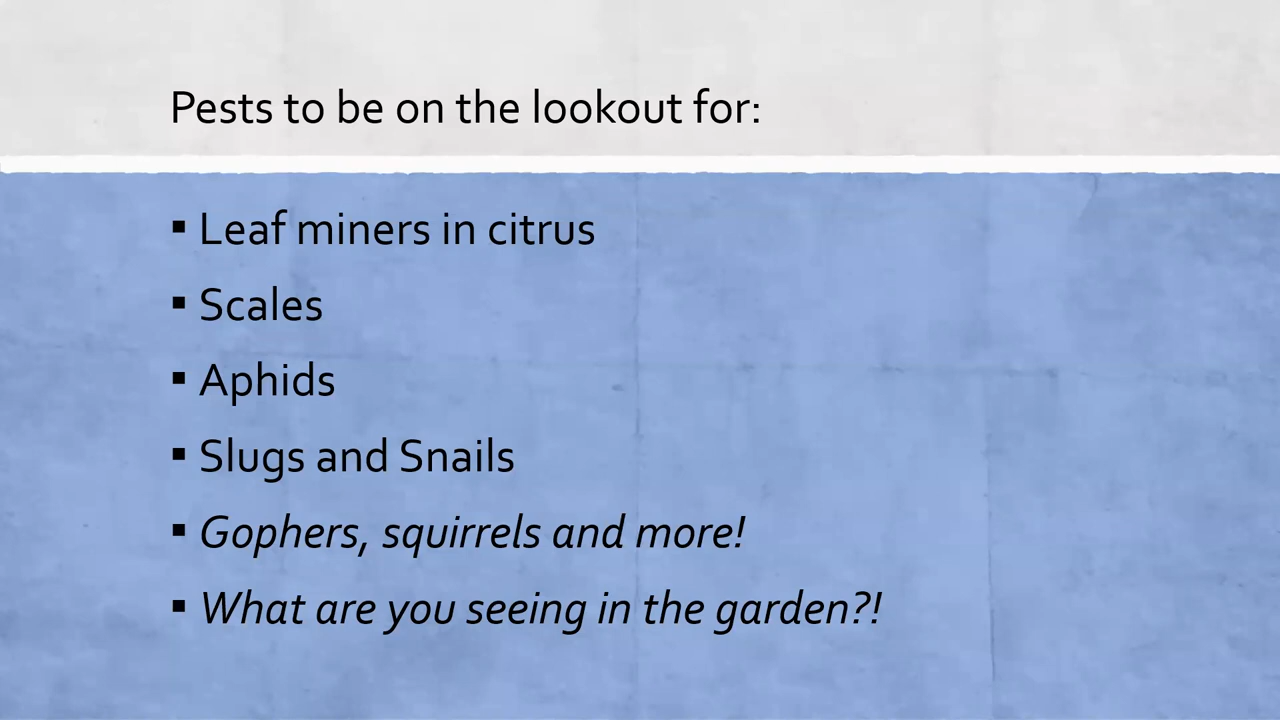 Pests to be on the lookout for:
▪ Leaf miners in citrus
▪ Scales
▪ Aphids
▪ Slugs and Snails
▪ Gophers, squirrels and more!
▪ What are you seeing in the garden?!